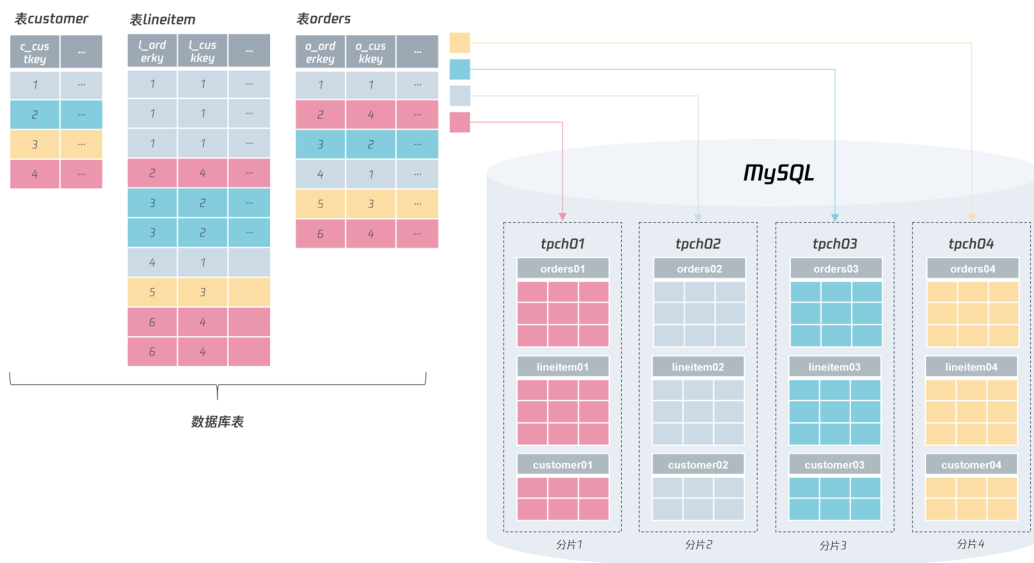 表customer
c_cus
tkey
...
1
...
2
...
3
...
4
...
表lineitem
l_ord
erky
l_cus
kkey
...
1
1
...
1
1
...
1
1
...
2
4
...
3
2
...
3
2
...
4
1
5
3
6
4
6
4
表orders
o_ord
erkey
o_cus
kkey
...
1
1
...
2
4
...
3
2
...
4
1
...
5
3
...
6
4
...
数据库表
MySQL
tpch01
orders01
lineitem01
customer01
分片1
tpch02
orders02
lineitem02
customer02
分片2
tpch03
orders03
lineitem03
customer03
分片3
tpch04
orders04
lineitem04
customer04
分片4